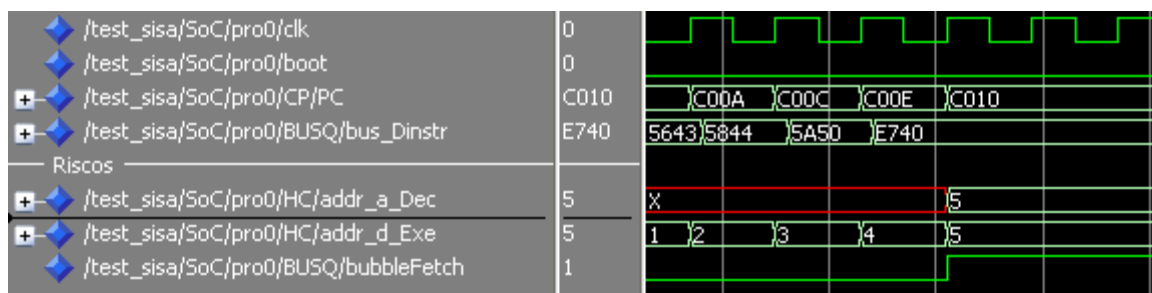 /test_sisa/SoC/pro0/clk 0
/test_sisa/SoC/pro0/boot 0
/test_sisa/SoC/pro0/CP/PC C010 C00A C00C C00E C010
/test_sisa/SoC/pro0/BUSQ/bus_Dinstr E740 5643 5844 5A50 E740
Riscos
/test_sisa/SoC/pro0/HC/addr_a_Dec 5 X 5
/test_sisa/SoC/pro0/HC/addr_d_Exe 5 1 2 3 4 5
/test_sisa/SoC/pro0/BUSQ/bubbleFetch 1